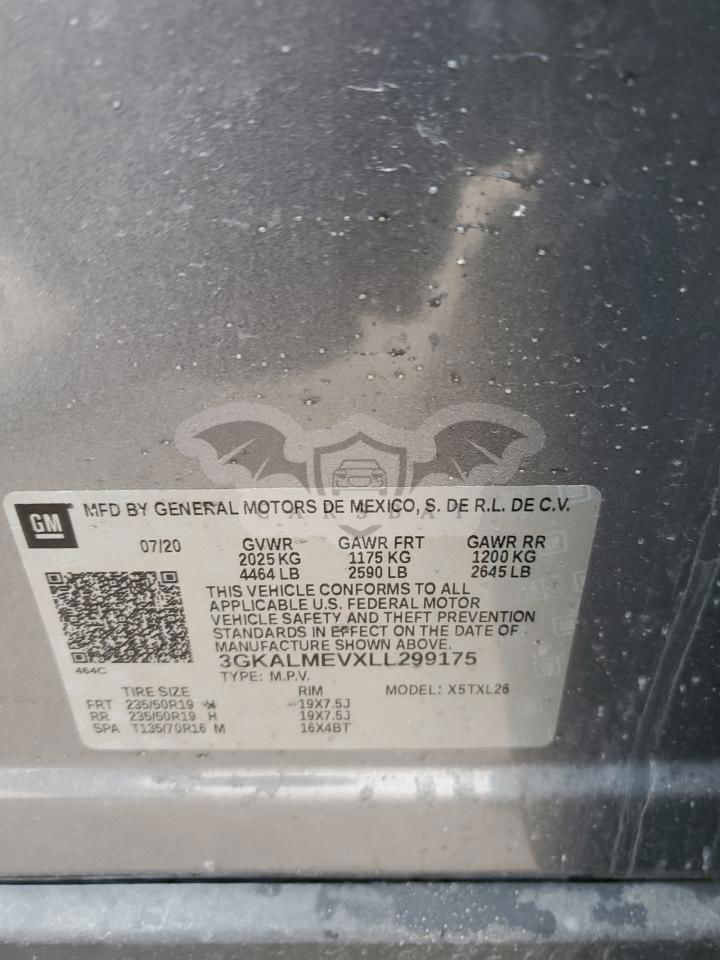 GM MFD BY GENERAL MOTORS DE MEXICO, S. DE R.L. DE C.V.
07/20 GVWR GAWR FRT GAWR RR
2025 KG 1175 KG 1200 KG
4464 LB 2590 LB 2645 LB
THIS VEHICLE CONFORMS TO ALL
APPLICABLE U.S. FEDERAL MOTOR
VEHICLE SAFETY AND THEFT PREVENTION
STANDARDS IN EFFECT ON THE DATE OF
MANUFACTURE SHOWN ABOVE.
464C 3GKALMEVXLL299175
TYPE: M.P.V.
TIRE SIZE RIM MODEL: X5TXL26
FRT 235/50R19 19X7.5J
RR 235/50R19 H 19X7.5J
SPA T135/70R16 M 16X4BT